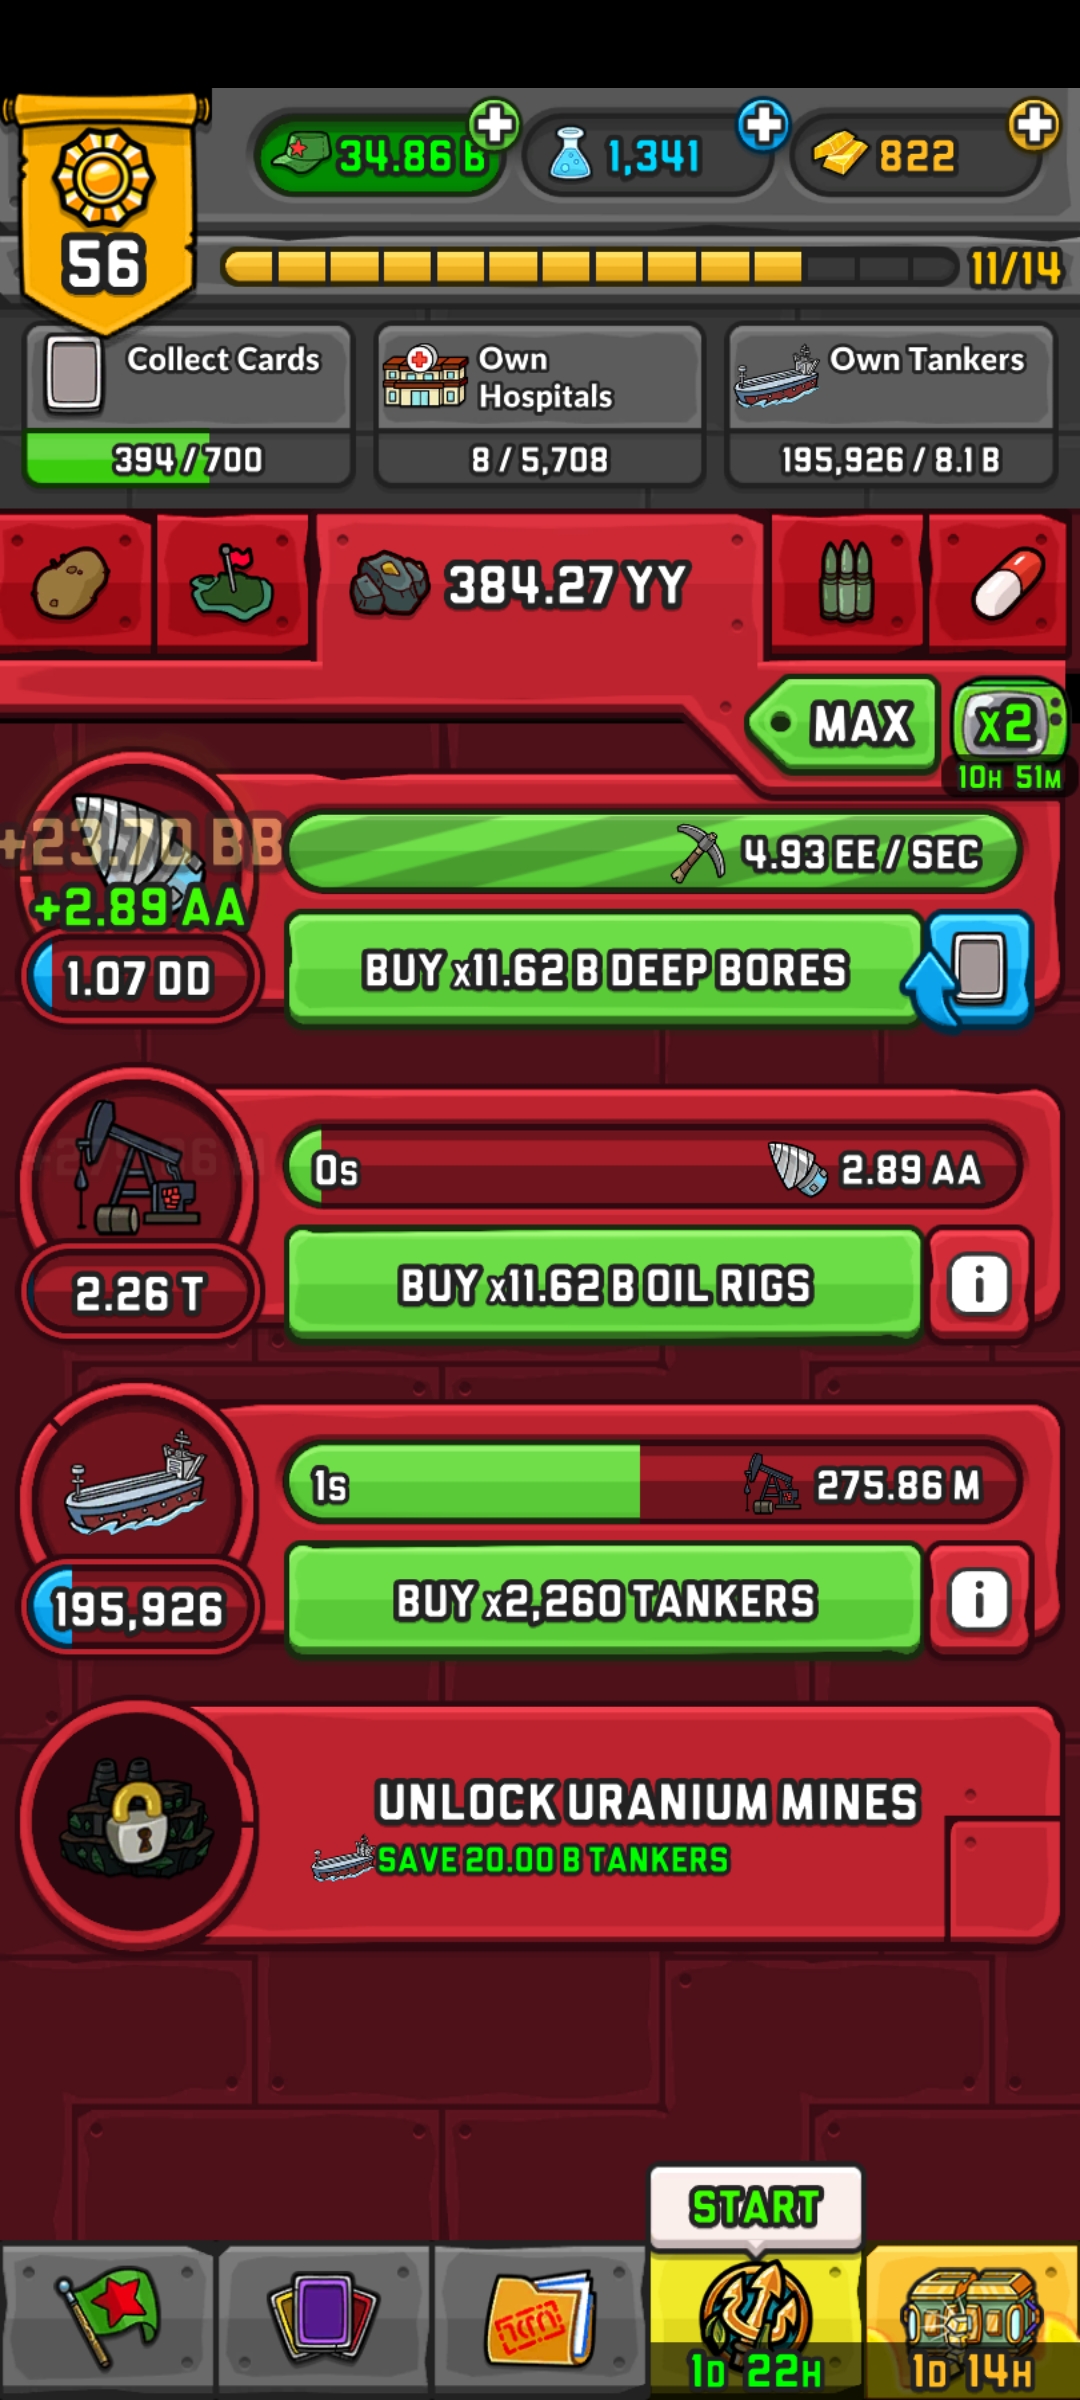 56
34.86 B
1,341
822
11/14
Collect Cards
394/700
Own
Hospitals
8/5,708
Own Tankers
195,926/8.1 B
384.27 YY
MAX
x2
10H 51M
+23.70 BB
+2.89 AA
1.07 DD
4.93 EE/SEC
BUY x11.62 B DEEP BORES
0s
2.89 AA
2.26 T
BUY x11.62 B OIL RIGS
i
1s
275.86 M
195,926
BUY x2,260 TANKERS
i
UNLOCK URANIUM MINES
SAVE 20.00 B TANKERS
START
1D 22H
1D 14H